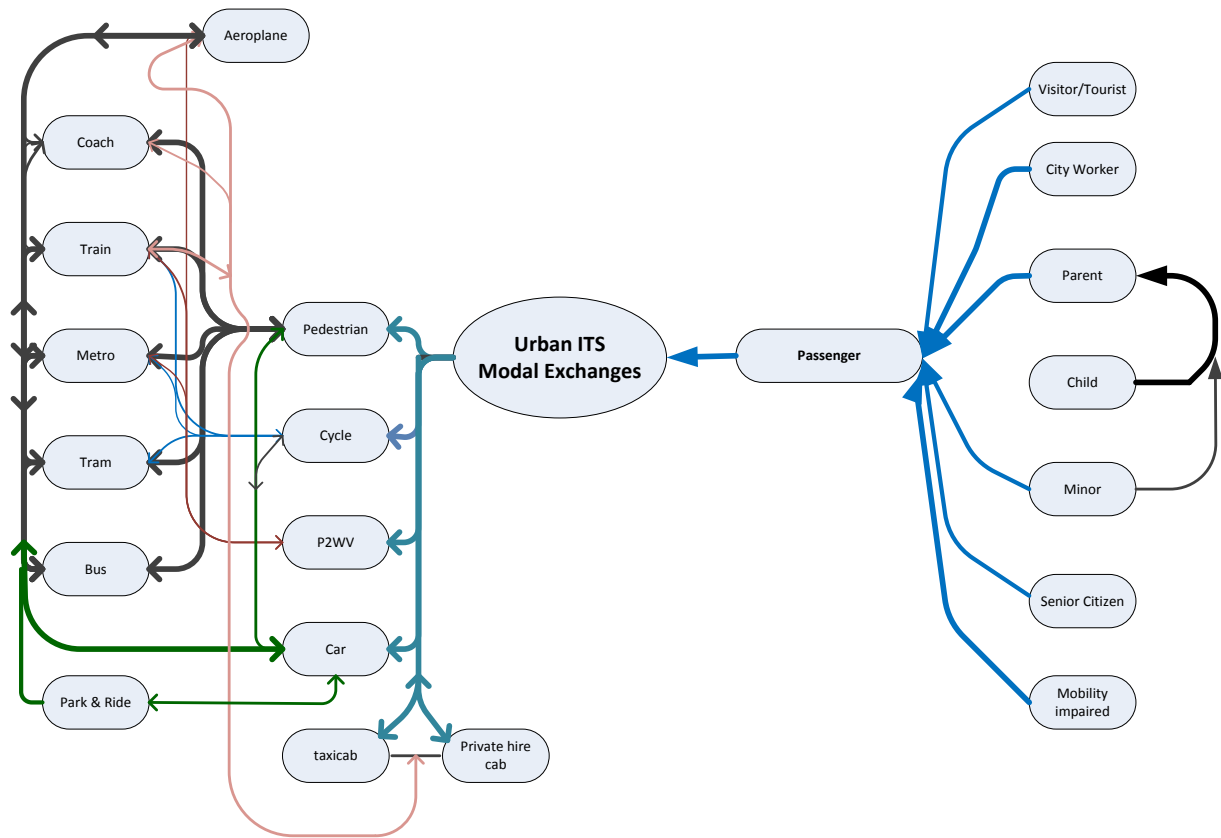 Aeroplane
Visitor/Tourist
Coach
City Worker
Train
Parent
Pedestrian
Urban ITS
Modal Exchanges
Metro
Passenger
Child
Cycle
Tram
Minor
P2WV
Bus
Senior Citizen
Car
Park & Ride
Mobility
impaired
taxicab
Private hire
cab